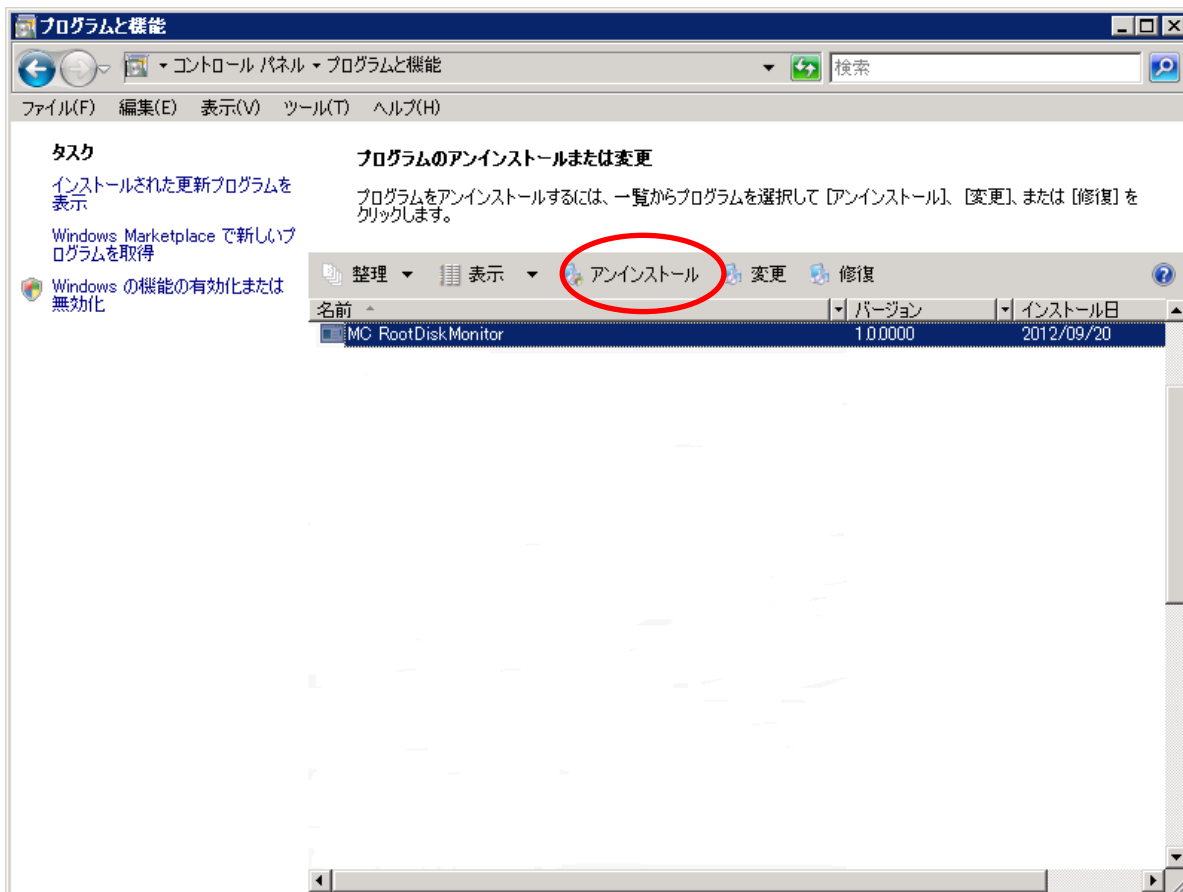 プログラムと機能
コントロール パネル プログラムと機能
検索
ファイル(F) 編集(E) 表示(V) ツール(T) ヘルプ(H)
タスク
インストールされた更新プログラムを
表示
Windows Marketplace で新しいプ
ログラムを取得
Windows の機能の有効化または
無効化
プログラムのアンインストールまたは変更
プログラムをアンインストールするには、一覧からプログラムを選択して [アンインストール]、[変更]、または [修復] を
クリックします。
整理 表示 アンインストール 変更 修復
名前 バージョン インストール日
MC RootDiskMonitor 1.0.0000 2012/09/20